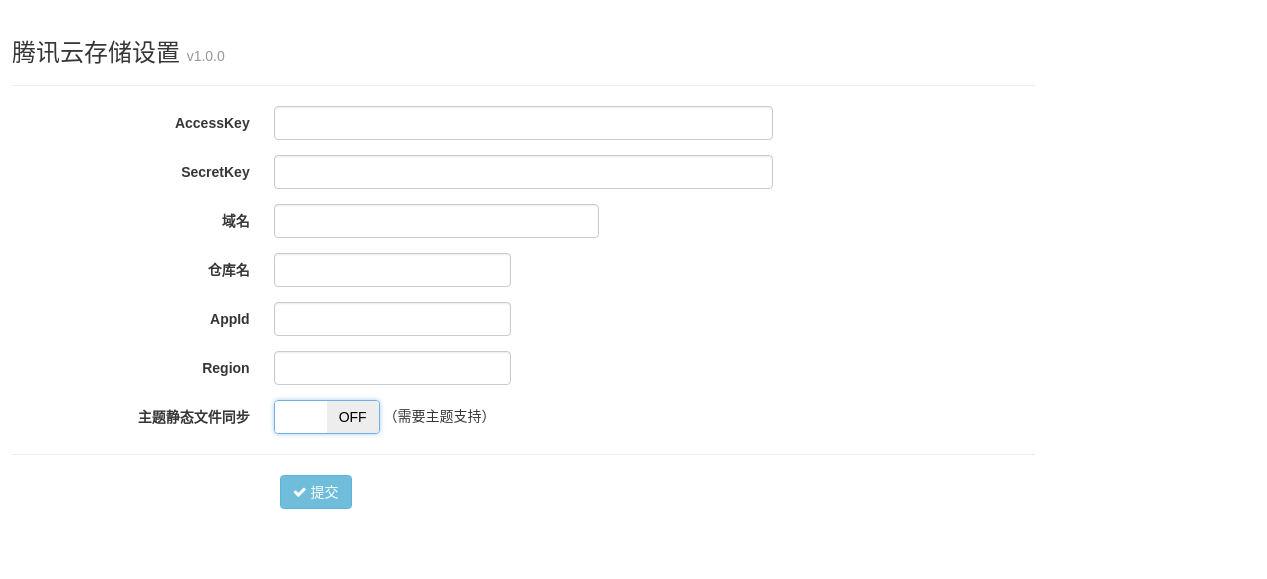 腾讯云存储设置 v1.0.0
AccessKey
SecretKey
域名
仓库名
AppId
Region
主题静态文件同步 OFF （需要主题支持）
提交